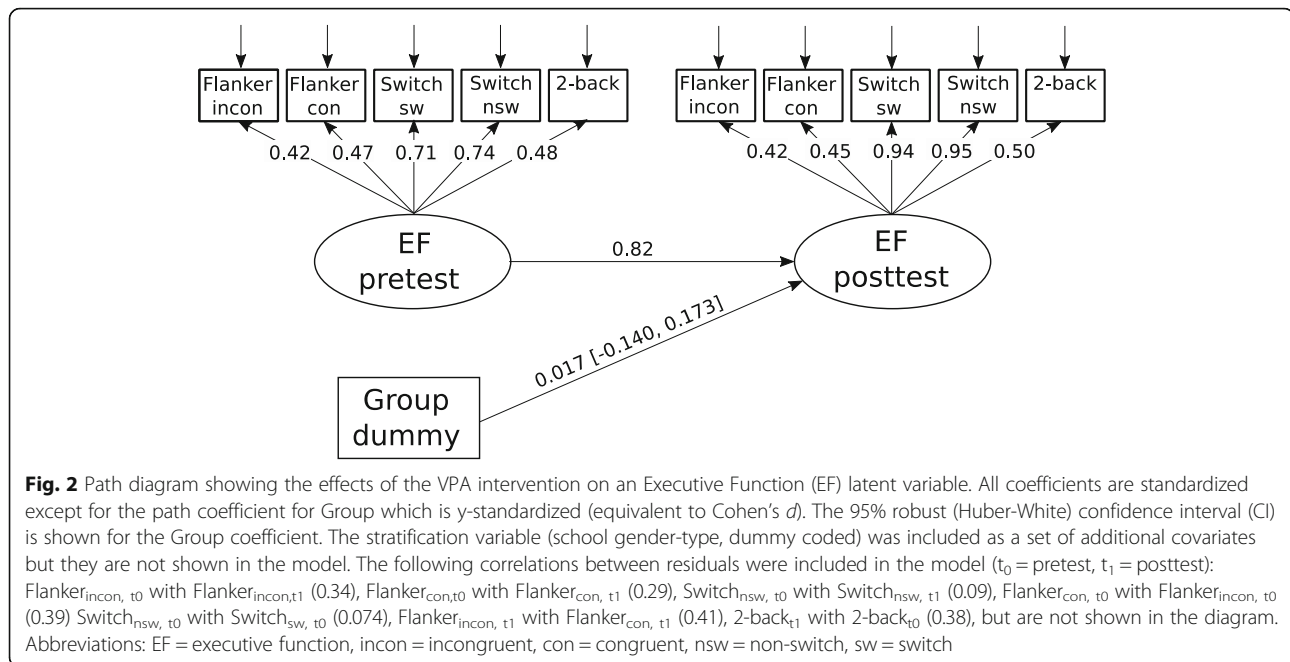 Flanker incon
Flanker con
Switch sw
Switch nsw
2-back
Flanker incon
Flanker con
Switch sw
Switch nsw
2-back
0.42 0.47 0.71 0.74 0.48
0.42 0.45 0.94 0.95 0.50
EF pretest
0.82
EF posttest
0.017 [-0.140, 0.173]
Group dummy
Fig. 2 Path diagram showing the effects of the VPA intervention on an Executive Function (EF) latent variable. All coefficients are standardized
except for the path coefficient for Group which is y-standardized (equivalent to Cohen's d). The 95% robust (Huber-White) confidence interval (CI)
is shown for the Group coefficient. The stratification variable (school gender-type, dummy coded) was included as a set of additional covariates
but they are not shown in the model. The following correlations between residuals were included in the model (t0 = pretest, t1 = posttest):
Flankerincon, t0 with Flankerincon,t1 (0.34), Flankercon,t0 with Flankercon, t1 (0.29), Switchnsw, t0 with Switchnsw, t1 (0.09), Flankercon, t0 with Flankerincon, t0
(0.39) Switchnsw, t0 with Switchsw, t0 (0.074), Flankerincon, t1 with Flankercon, t1 (0.41), 2-backt1 with 2-backt0 (0.38), but are not shown in the diagram.
Abbreviations: EF = executive function, incon = incongruent, con = congruent, nsw = non-switch, sw = switch